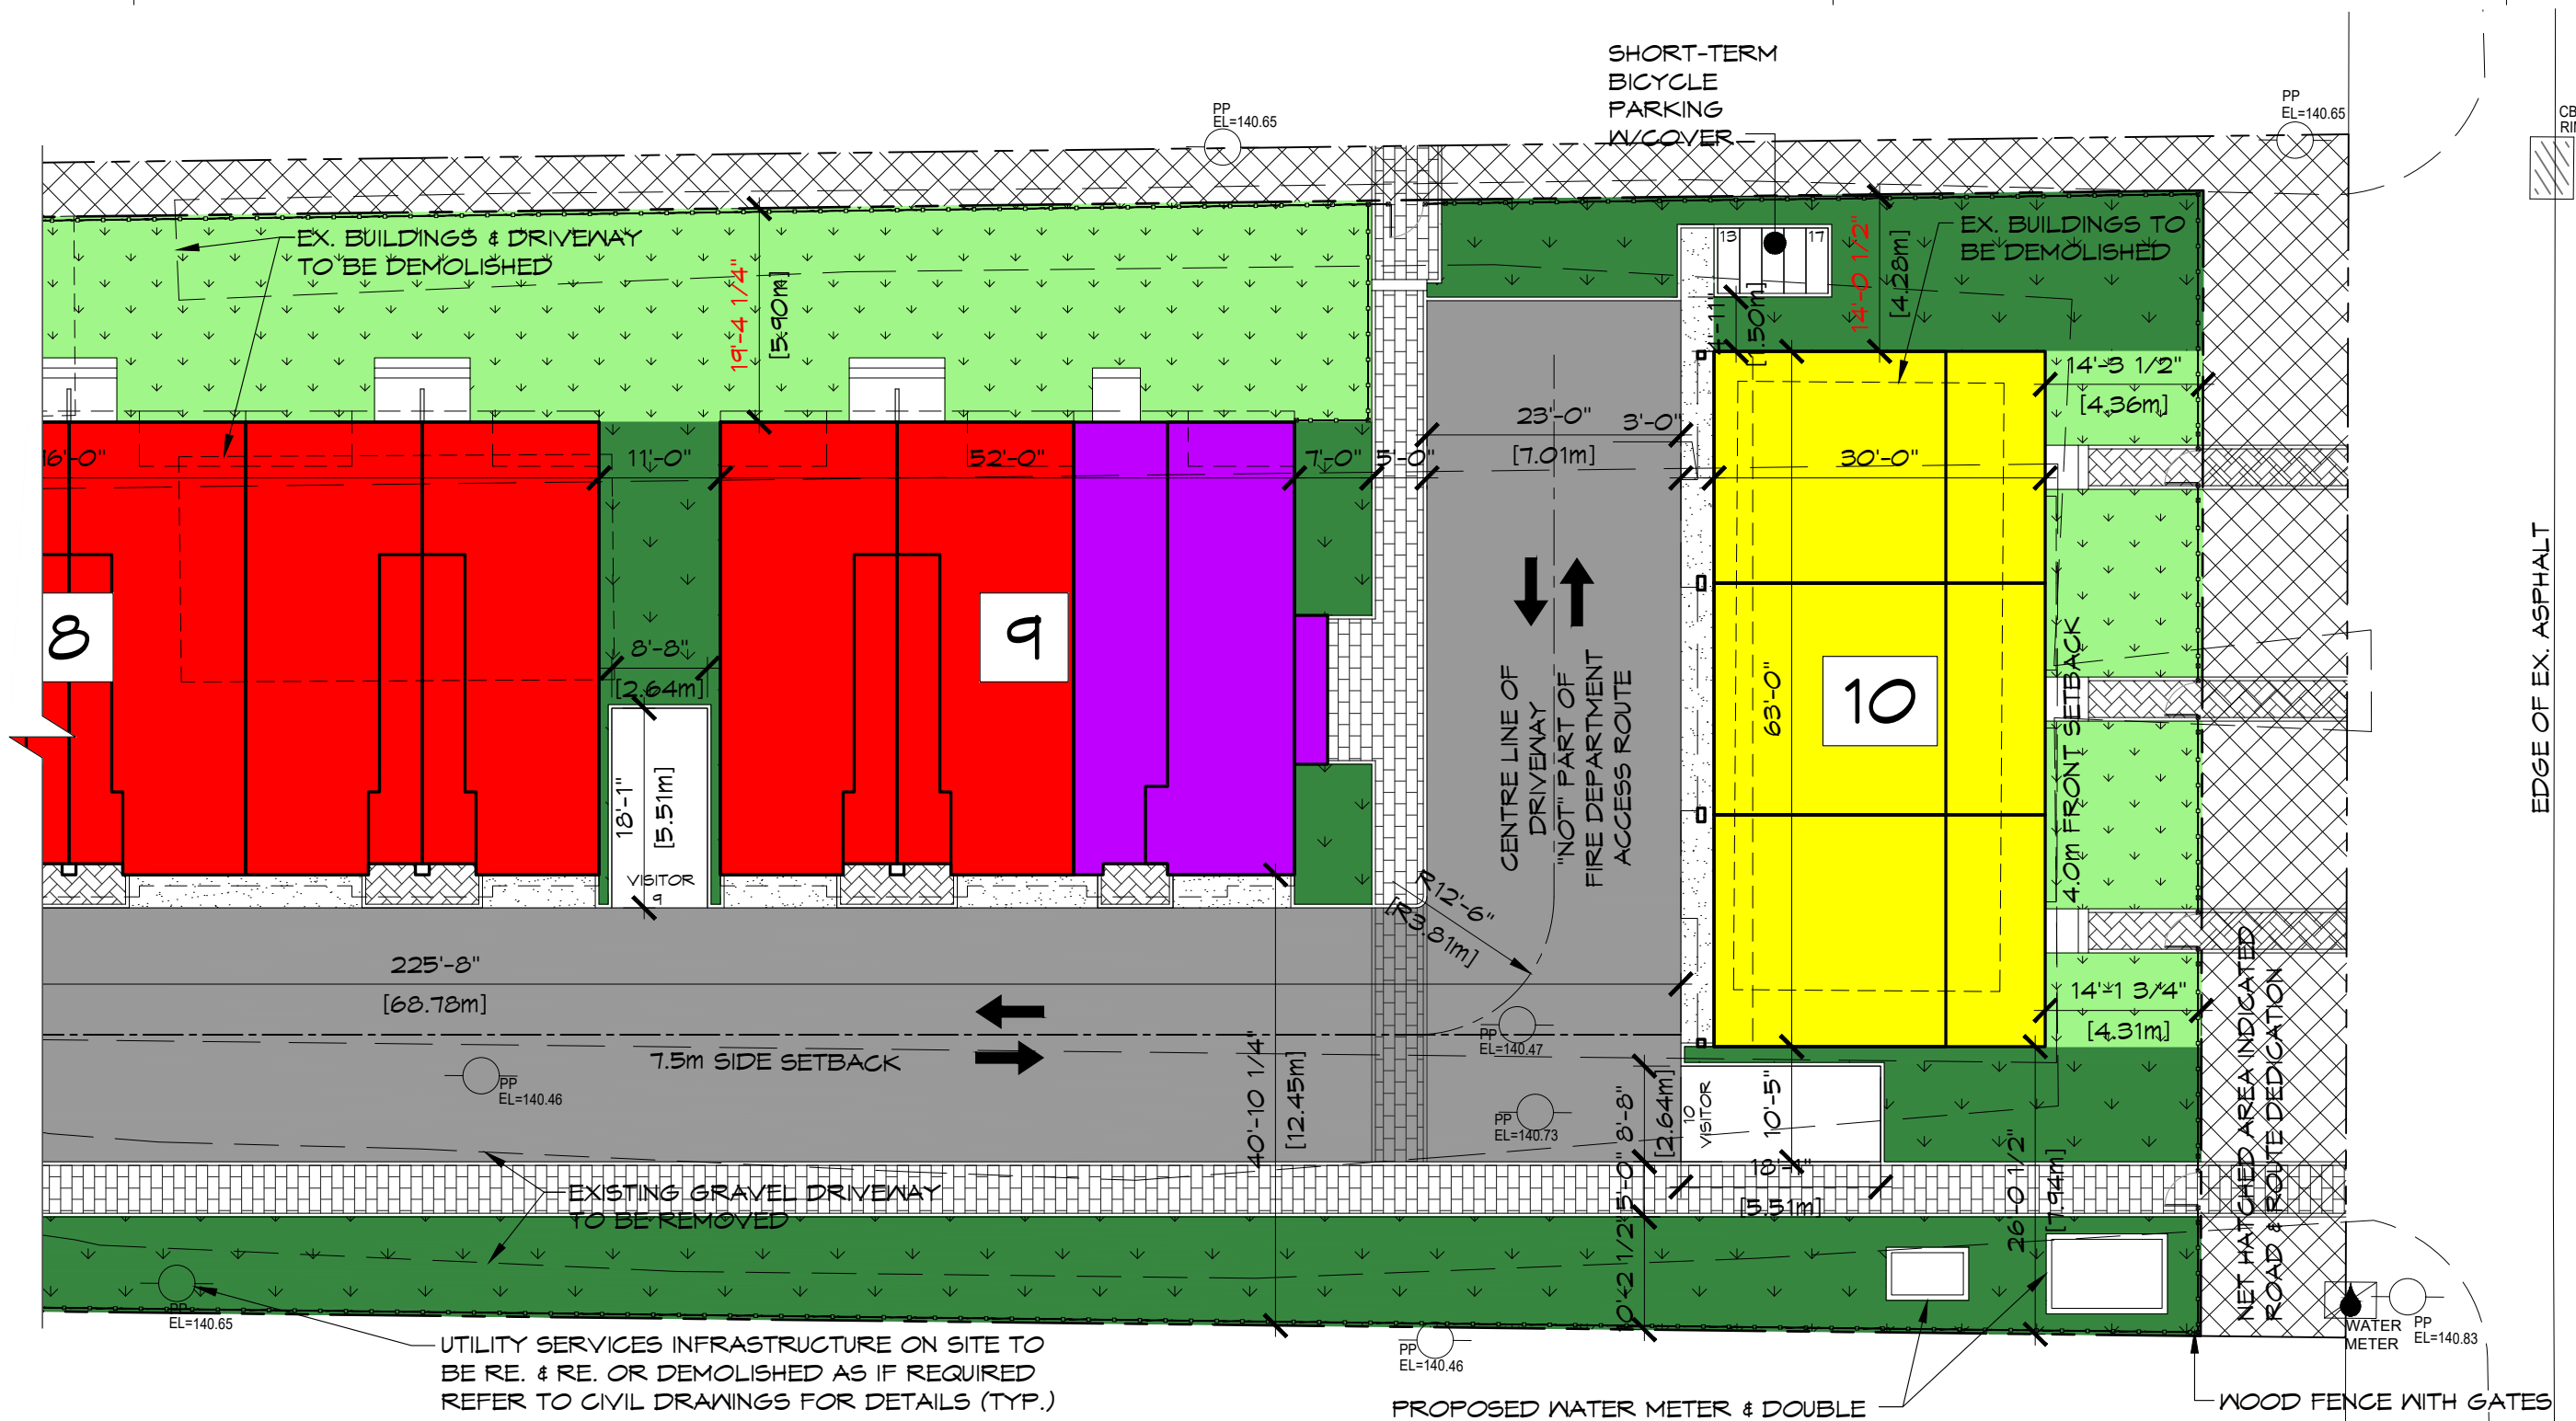 SHORT-TERM
BICYCLE
PARKING
W/COVER
PP
EL=140.65
PP
EL=140.65
CB
EX. BUILDINGS & DRIVEWAY
TO BE DEMOLISHED
19'-4 1/4"
[5.90m]
13
17
14'-0 1/2"
[4.28m]
EX. BUILDINGS TO
BE DEMOLISHED
[1.50m]
14'-3 1/2"
[4.36m]
16'-0"
11'-0"
52'-0"
7'-0"
5'-0"
23'-0"
[7.01m]
3'-0"
30'-0"
8
9
10
8'-8"
[2.64m]
18'-1"
[5.51m]
VISITOR
9
CENTRE LINE OF
DRIVEWAY
"NOT" PART OF
FIRE DEPARTMENT
ACCESS ROUTE
63'-0"
4.0m FRONT SETBACK
EDGE OF EX. ASPHALT
R12'-6"
[R3.81m]
225'-8"
[68.78m]
7.5m SIDE SETBACK
PP
EL=140.46
PP
EL=140.47
PP
EL=140.73
40'-10 1/4"
[12.45m]
14'-1 3/4"
[4.31m]
8'-8"
[2.64m]
10
VISITOR
10'-5"
18'-1"
[5.51m]
5'-0"
10'-2 1/2"
26'-0 1/2"
[7.94m]
NET HATCHED AREA INDICATED
ROAD & ROUTE DEDICATION
EXISTING GRAVEL DRIVEWAY
TO BE REMOVED
PP
EL=140.65
UTILITY SERVICES INFRASTRUCTURE ON SITE TO
BE RE. & RE. OR DEMOLISHED AS IF REQUIRED
REFER TO CIVIL DRAWINGS FOR DETAILS (TYP.)
PP
EL=140.46
WATER
METER
PP
EL=140.83
PROPOSED WATER METER & DOUBLE
WOOD FENCE WITH GATES